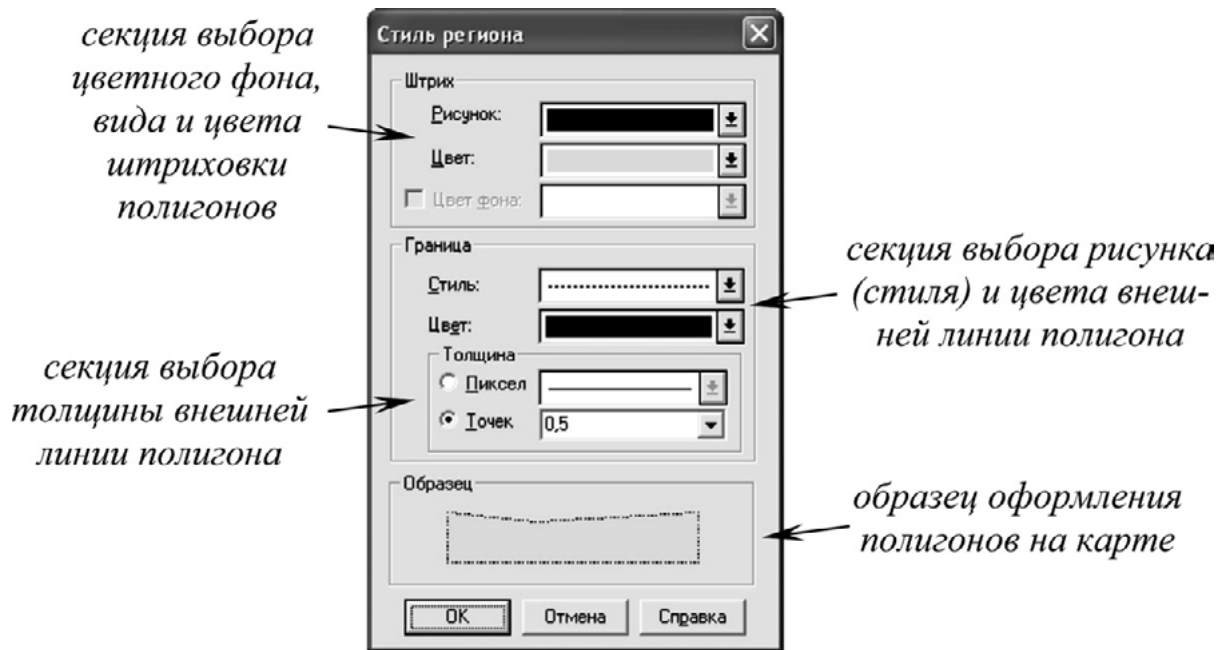 секция выбора
цветного фона,
вида и цвета
штриховки
полигонов
Стиль региона
Штрих
Рисунок:
Цвет:
Цвет фона:
Граница
Стиль:
Цвет:
Толщина
Пиксел
Точек 0,5
секция выбора рисунка
(стиля) и цвета внеш-
ней линии полигона
секция выбора
толщины внешней
линии полигона
Образец
образец оформления
полигонов на карте
OK Отмена Справка